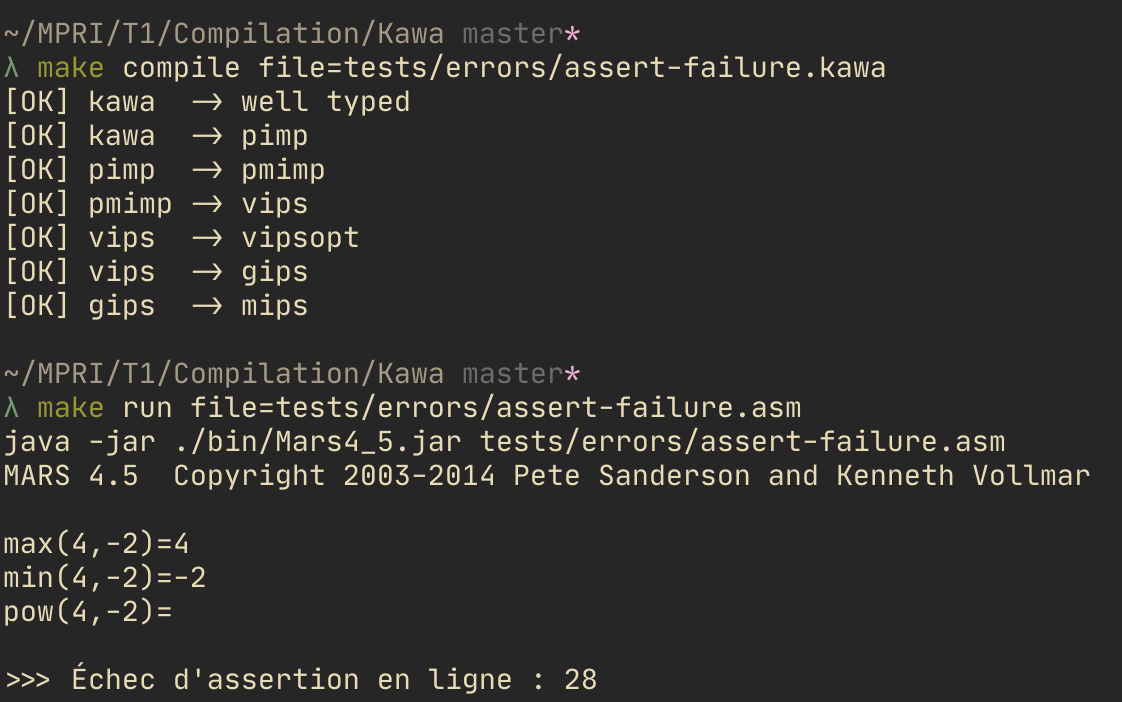 ~/MPRI/T1/Compilation/Kawa master*
λ make compile file=tests/errors/assert-failure.kawa
[OK] kawa  -> well typed
[OK] kawa  -> pimp
[OK] pimp  -> pmimp
[OK] pmimp -> vips
[OK] vips  -> vipsopt
[OK] vips  -> gips
[OK] gips  -> mips
~/MPRI/T1/Compilation/Kawa master*
λ make run file=tests/errors/assert-failure.asm
java -jar ./bin/Mars4_5.jar tests/errors/assert-failure.asm
MARS 4.5  Copyright 2003-2014 Pete Sanderson and Kenneth Vollmar
max(4,-2)=4
min(4,-2)=-2
pow(4,-2)=
>>> Échec d'assertion en ligne : 28